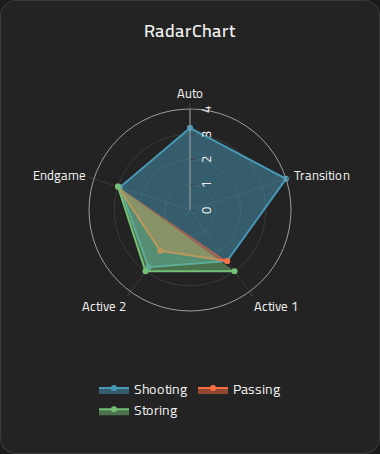 RadarChart
Auto
4
3
2
1
0
Endgame
Transition
Active 2
Active 1
Shooting Passing
Storing